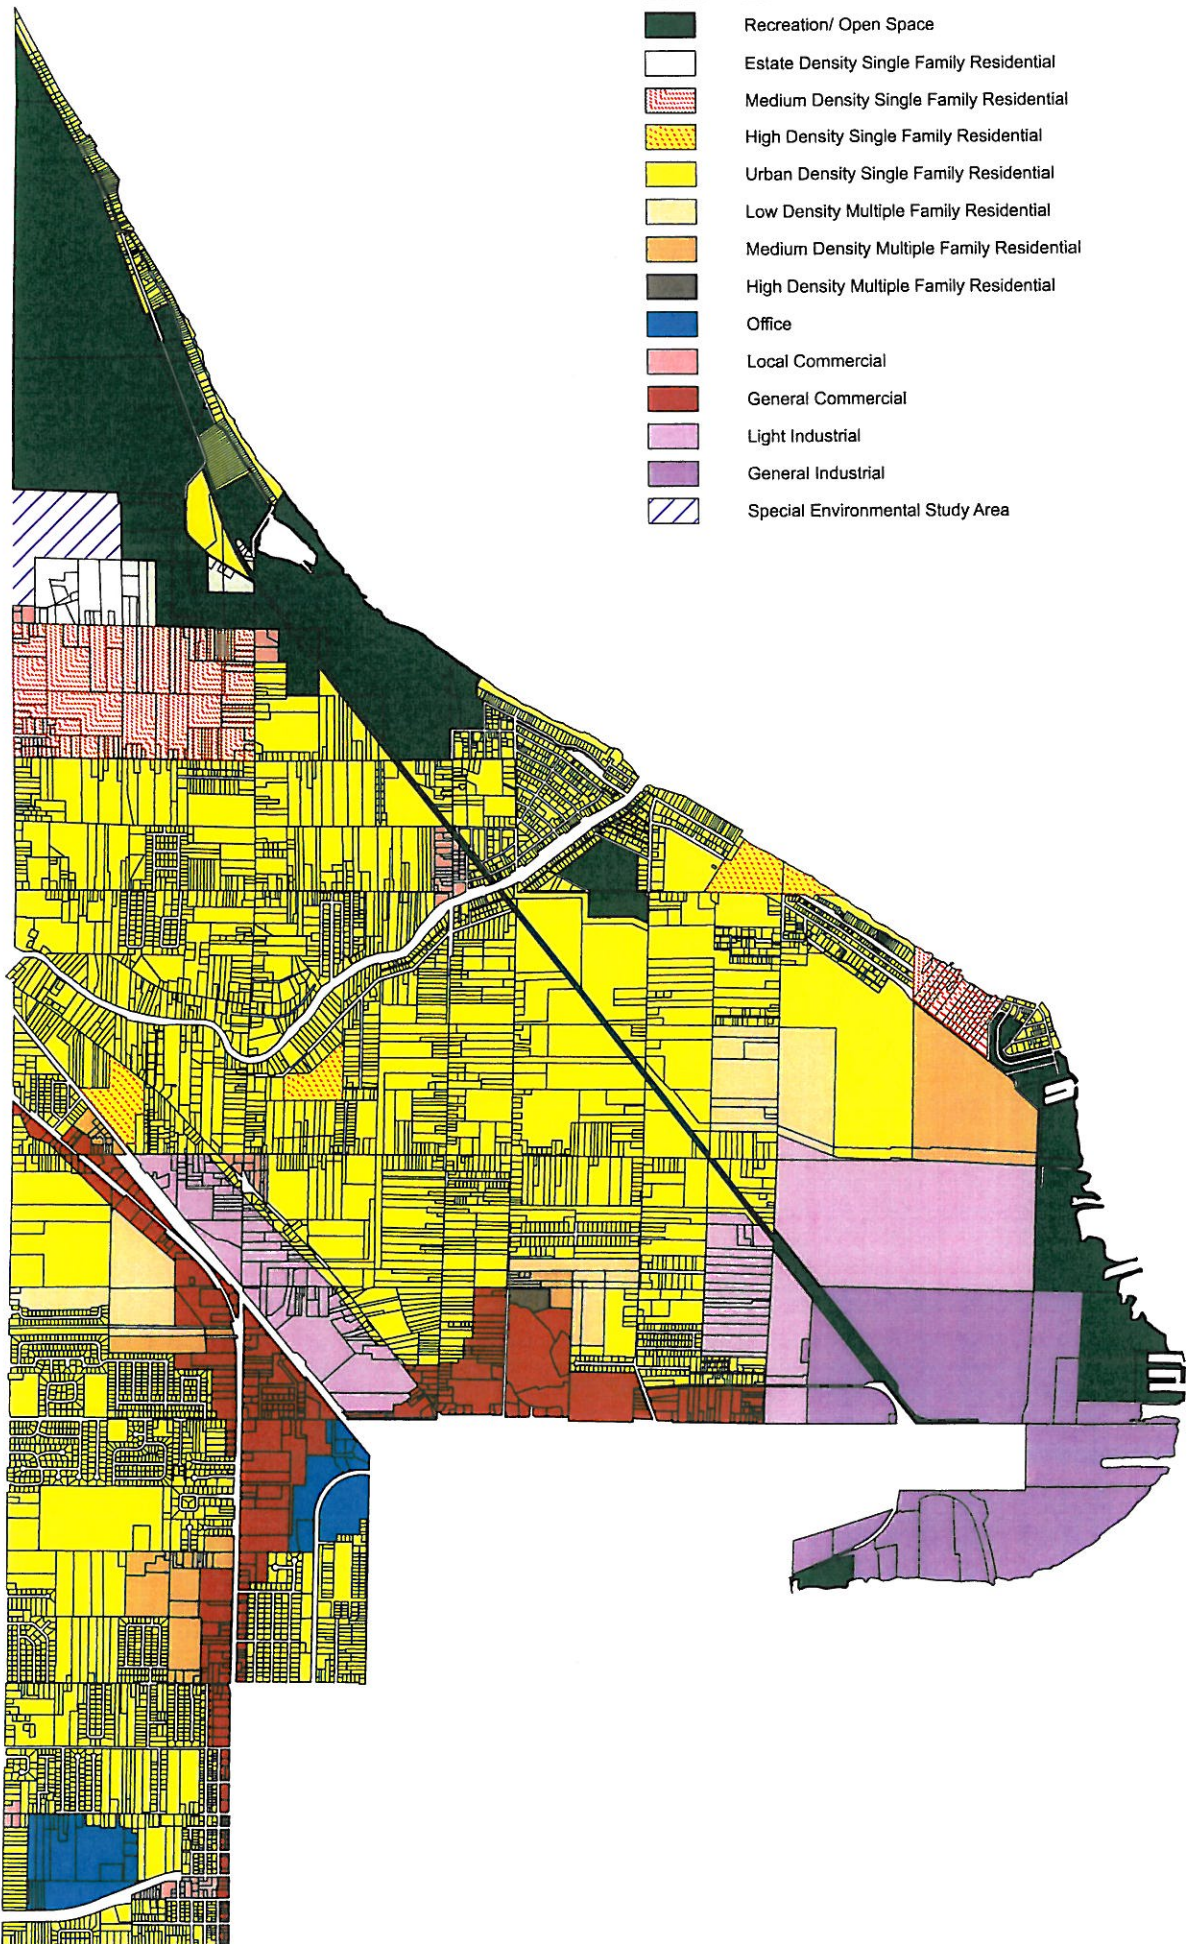 Recreation/ Open Space
Estate Density Single Family Residential
Medium Density Single Family Residential
High Density Single Family Residential
Urban Density Single Family Residential
Low Density Multiple Family Residential
Medium Density Multiple Family Residential
High Density Multiple Family Residential
Office
Local Commercial
General Commercial
Light Industrial
General Industrial
Special Environmental Study Area